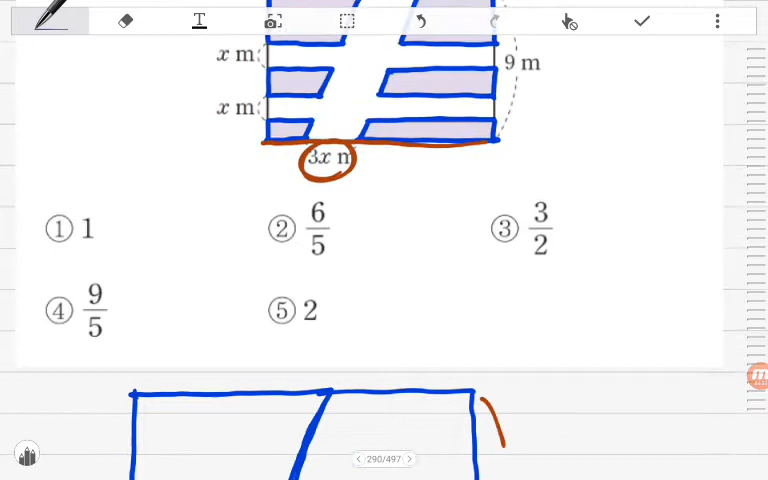 T
x m
9 m
x m
3x m
① 1 ② 6/5 ③ 3/2
④ 9/5 ⑤ 2
290/497